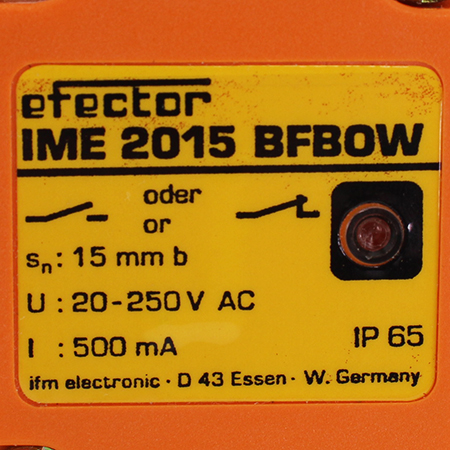 efector
IME 2015 BFBOW
oder
or
sn: 15 mm b
U : 20-250V AC
I : 500 mA
IP 65
ifm electronic · D 43 Essen · W. Germany